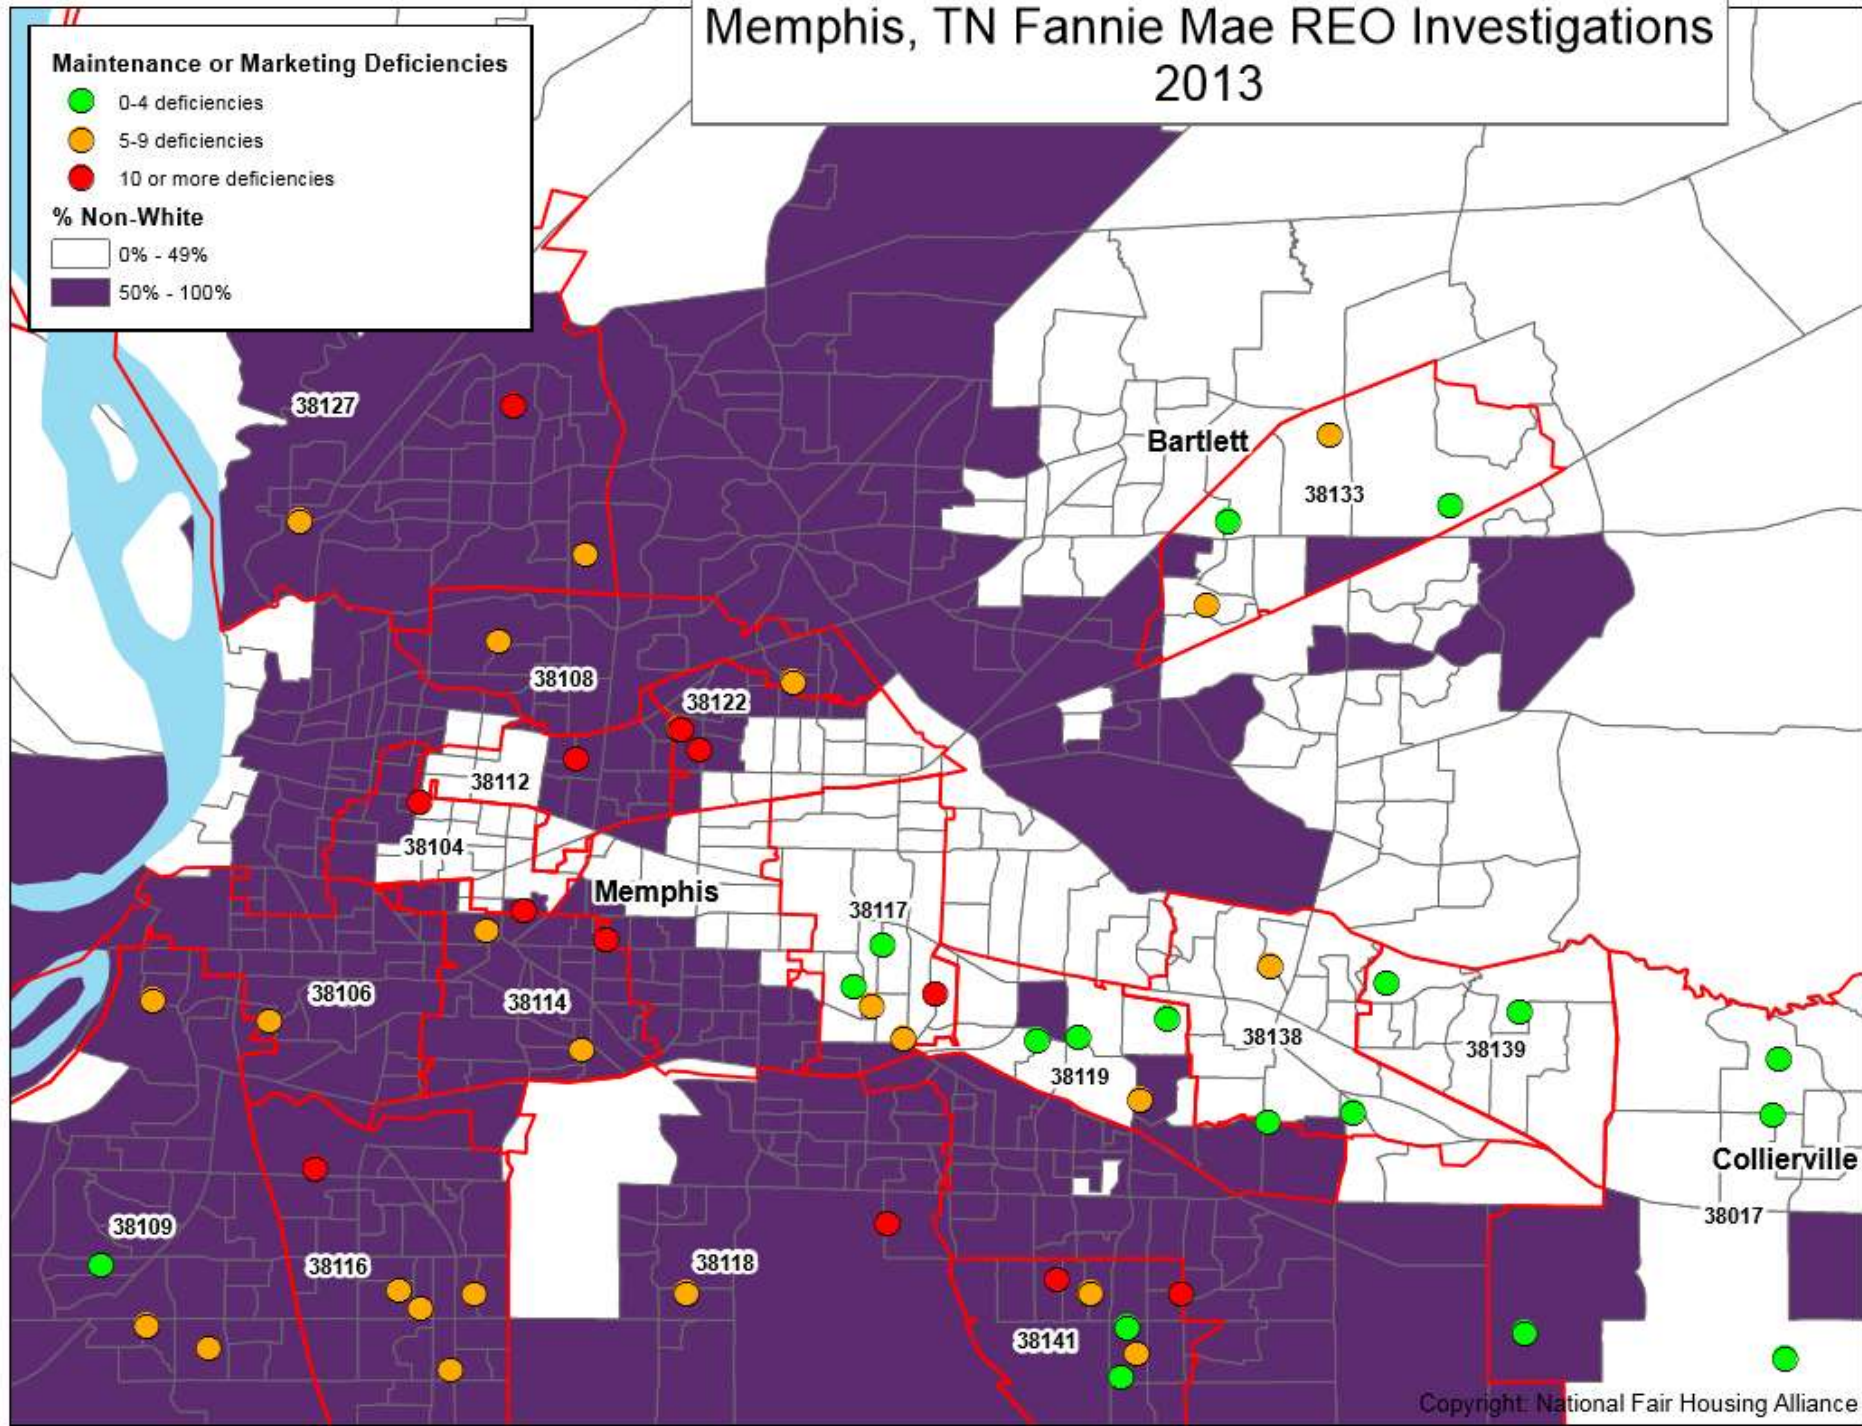 Memphis, TN Fannie Mae REO Investigations
2013
Maintenance or Marketing Deficiencies
0-4 deficiencies
5-9 deficiencies
10 or more deficiencies
% Non-White
0% - 49%
50% - 100%
38127
Bartlett
38133
38108
38122
38112
38104
Memphis
38117
38106
38114
38138
38139
38119
Collierville
38017
38109
38116
38118
38141
Copyright: National Fair Housing Alliance